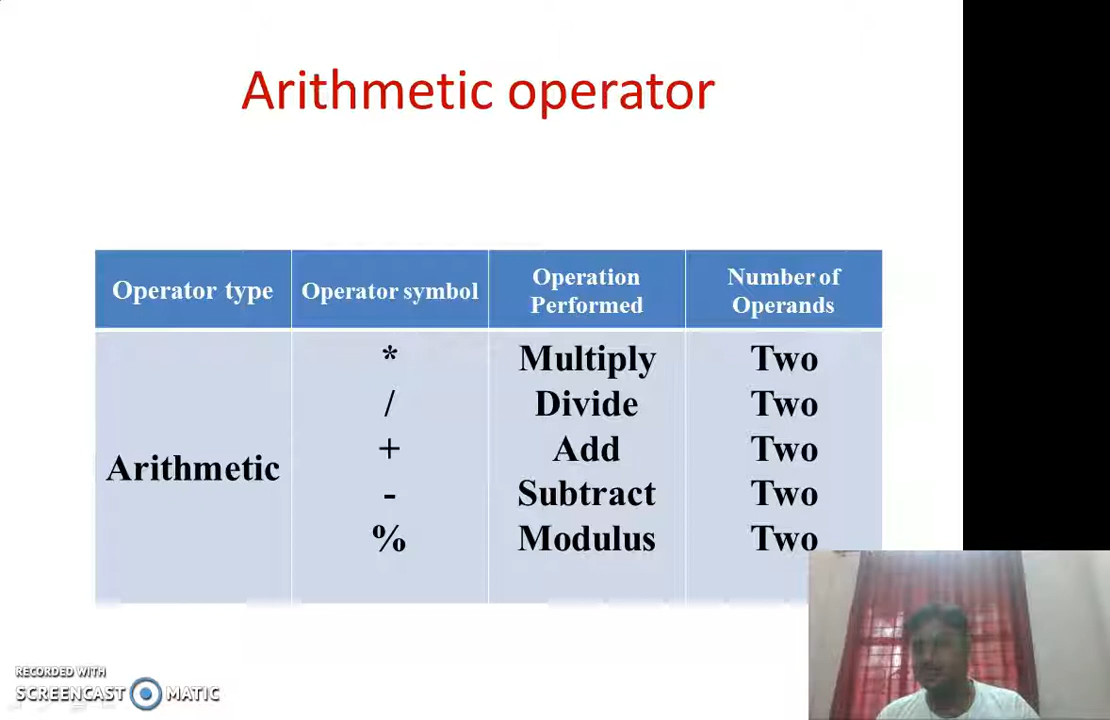 Arithmetic operator
Operator type Operator symbol Operation Performed Number of Operands
Arithmetic
* Multiply Two
/ Divide Two
+ Add Two
- Subtract Two
% Modulus Two
RECORDED WITH
SCREENCAST MATIC